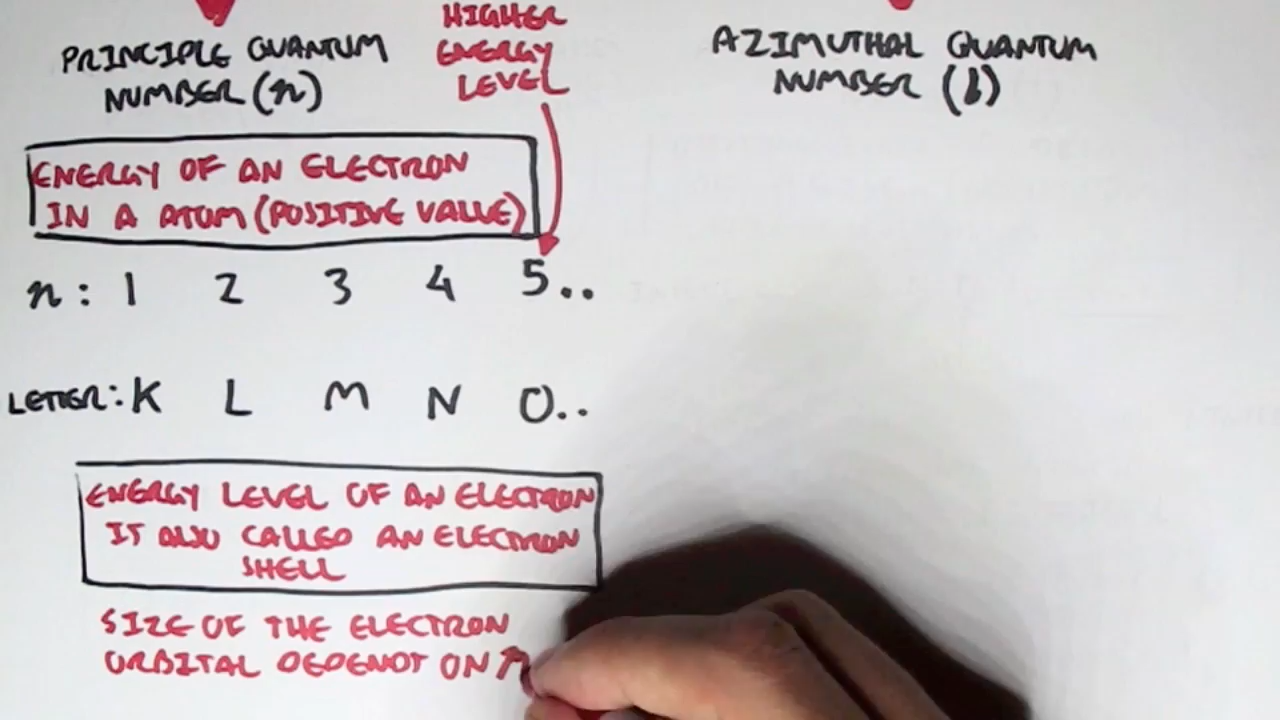 PRINCIPLE QUANTUM
NUMBER (n)
HIGHER
ENERGY
LEVEL
AZIMUTHAL QUANTUM
NUMBER (l)
ENERGY OF AN ELECTRON
IN A ATOM (POSITIVE VALUE)
n: 1 2 3 4 5..
LETTER: K L M N O..
ENERGY LEVEL OF AN ELECTRON
IT ALSO CALLED AN ELECTRON
SHELL
SIZE OF THE ELECTRON
ORBITAL DEPENDT ON n